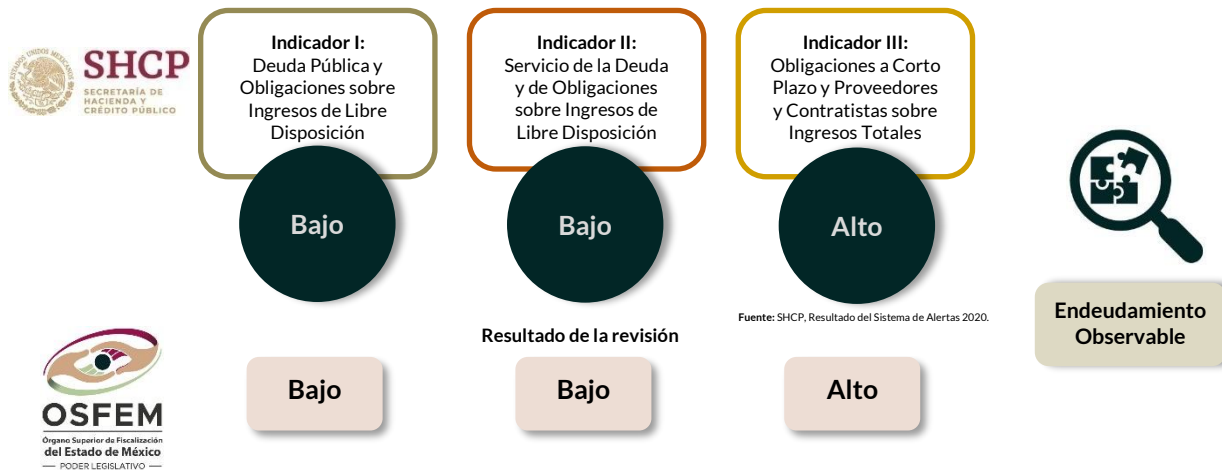 SHCP
SECRETARÍA DE
HACIENDA Y
CRÉDITO PÚBLICO
Indicador I:
Deuda Pública y
Obligaciones sobre
Ingresos de Libre
Disposición
Bajo
Indicador II:
Servicio de la Deuda
y de Obligaciones
sobre Ingresos de
Libre Disposición
Bajo
Indicador III:
Obligaciones a Corto
Plazo y Proveedores
y Contratistas sobre
Ingresos Totales
Alto
Fuente: SHCP, Resultado del Sistema de Alertas 2020.
Endeudamiento
Observable
Resultado de la revisión
Bajo
Bajo
Alto
OSFEM
Órgano Superior de Fiscalización
del Estado de México
— PODER LEGISLATIVO —